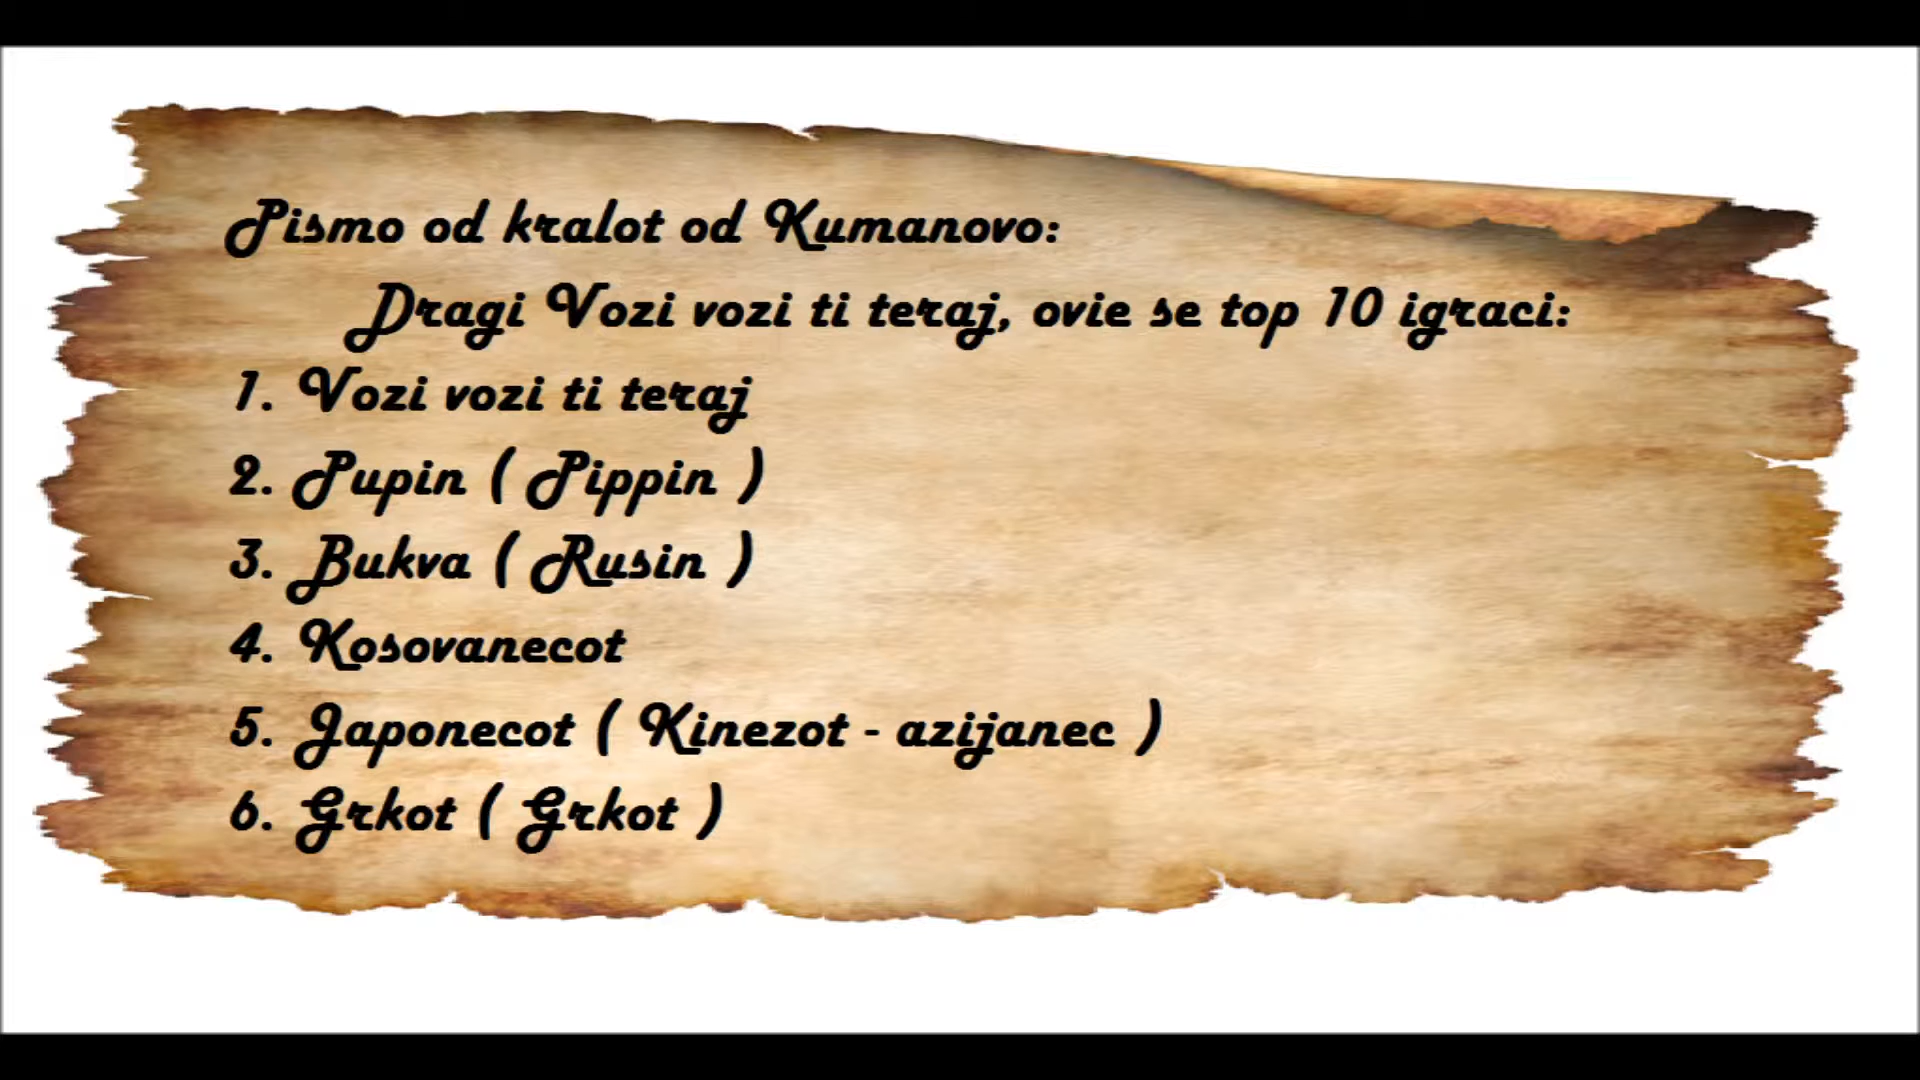 Pismo od kralot od Kumanovo:
Dragi Vozi vozi ti teraj, ovie se top 10 igraci:
1. Vozi vozi ti teraj
2. Pupin ( Pippin )
3. Bukva ( Rusin )
4. Kosovanecot
5. Japonecot ( Kinezot - azijanec )
6. Grkot ( Grkot )